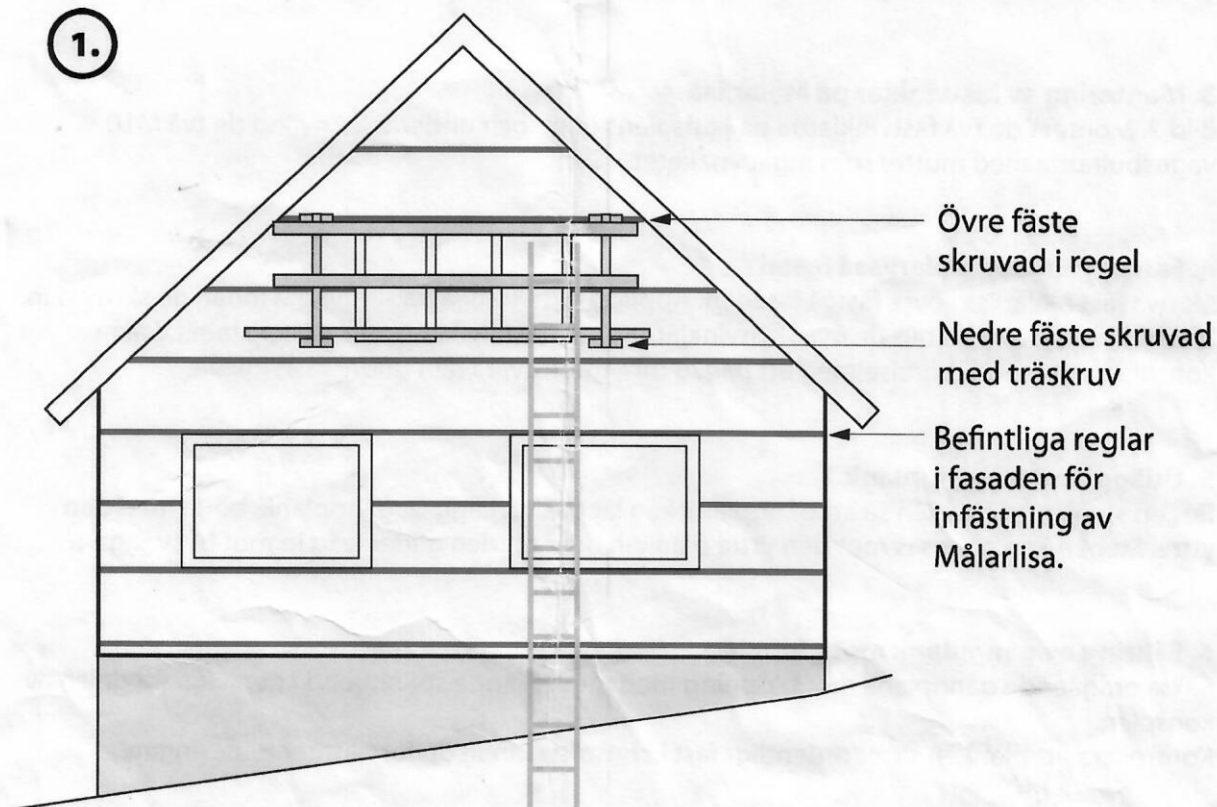 1.
Övre fäste
skruvad i regel
Nedre fäste skruvad
med träskruv
Befintliga reglar
i fasaden för
infästning av
Målarlisa.